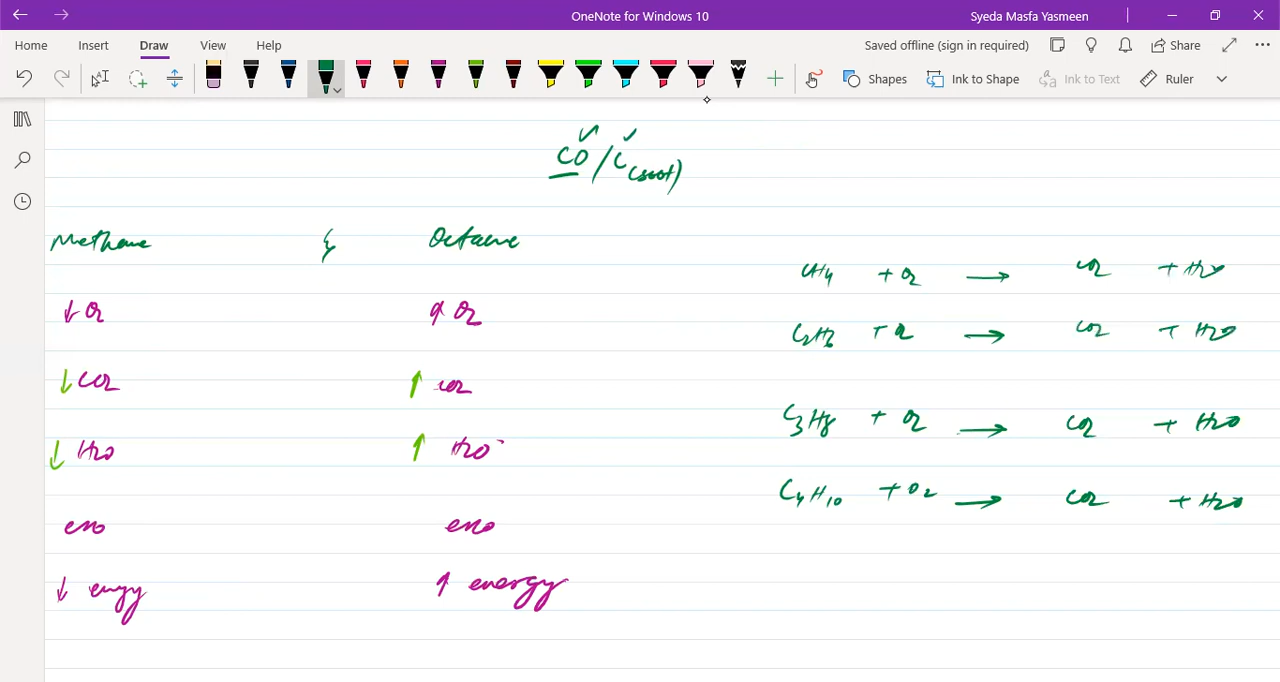 OneNote for Windows 10
Syeda Masfa Yasmeen
Home Insert Draw View Help
Saved offline (sign in required) Share
Shapes Ink to Shape Ink to Text Ruler
CO / C (soot)
Methane & Octane
↓ O2 ↑ O2
↓ CO2 ↑ CO2
↓ H2O ↑ H2O
exo exo
↓ energy ↑ energy
CH4 + O2 → CO2 + H2O
C2H6 + O2 → CO2 + H2O
C3H8 + O2 → CO2 + H2O
C4H10 + O2 → CO2 + H2O